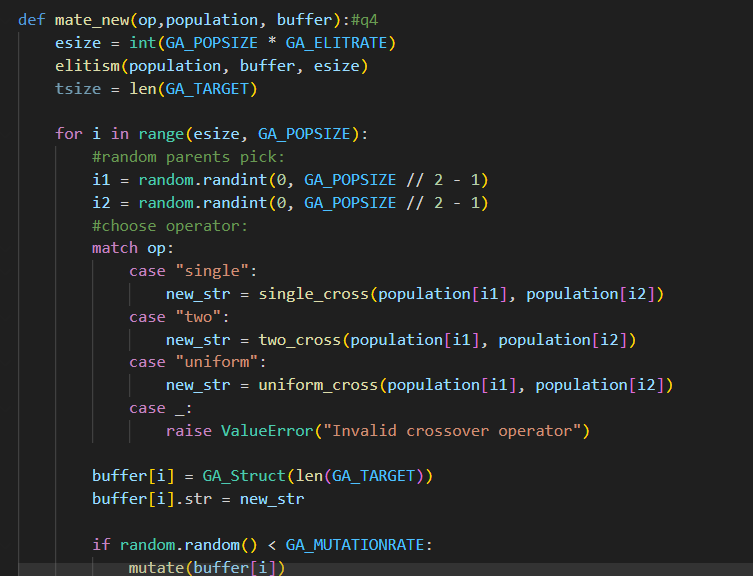 def mate_new(op,population, buffer):#q4
    esize = int(GA_POPSIZE * GA_ELITRATE)
    elitism(population, buffer, esize)
    tsize = len(GA_TARGET)

    for i in range(esize, GA_POPSIZE):
        #random parents pick:
        i1 = random.randint(0, GA_POPSIZE // 2 - 1)
        i2 = random.randint(0, GA_POPSIZE // 2 - 1)
        #choose operator:
        match op:
            case "single":
                new_str = single_cross(population[i1], population[i2])
            case "two":
                new_str = two_cross(population[i1], population[i2])
            case "uniform":
                new_str = uniform_cross(population[i1], population[i2])
            case _:
                raise ValueError("Invalid crossover operator")

        buffer[i] = GA_Struct(len(GA_TARGET))
        buffer[i].str = new_str

        if random.random() < GA_MUTATIONRATE:
            mutate(buffer[i])